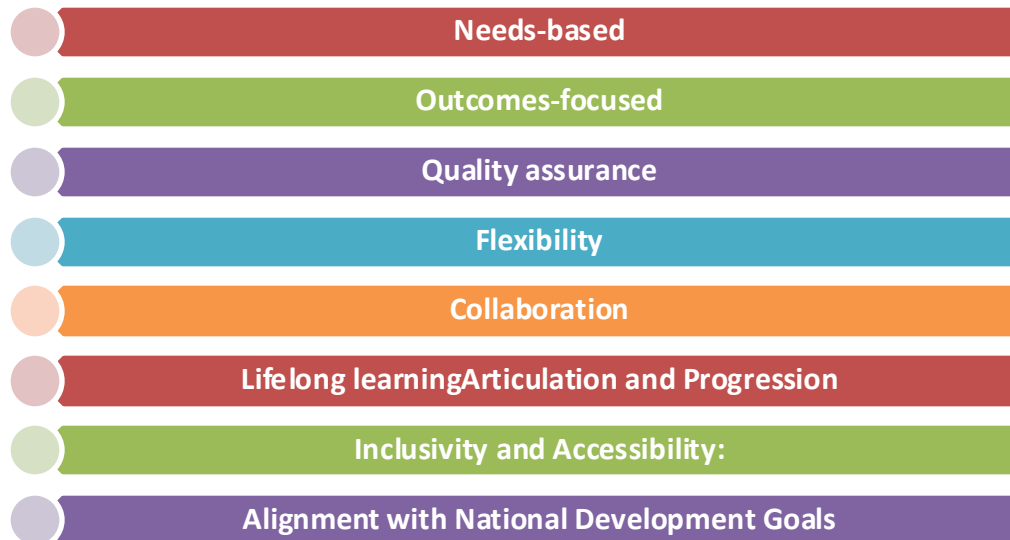 Needs-based
Outcomes-focused
Quality assurance
Flexibility
Collaboration
Lifelong learningArticulation and Progression
Inclusivity and Accessibility:
Alignment with National Development Goals